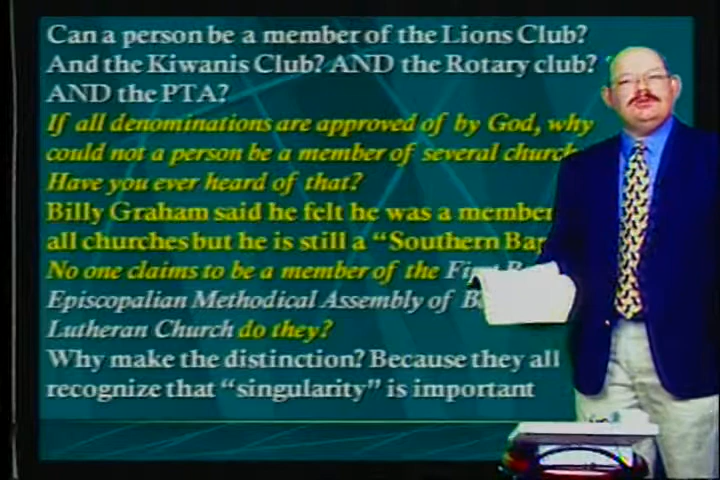 Can a person be a member of the Lions Club?
And the Kiwanis Club? AND the Rotary club?
AND the PTA?
If all denominations are approved of by God, why
could not a person be a member of several church
Have you ever heard of that?
Billy Graham said he felt he was a member
all churches but he is still a “Southern Bap
No one claims to be a member of the First
Episcopalian Methodical Assembly of
Lutheran Church do they?
Why make the distinction? Because they all
recognize that “singularity” is important